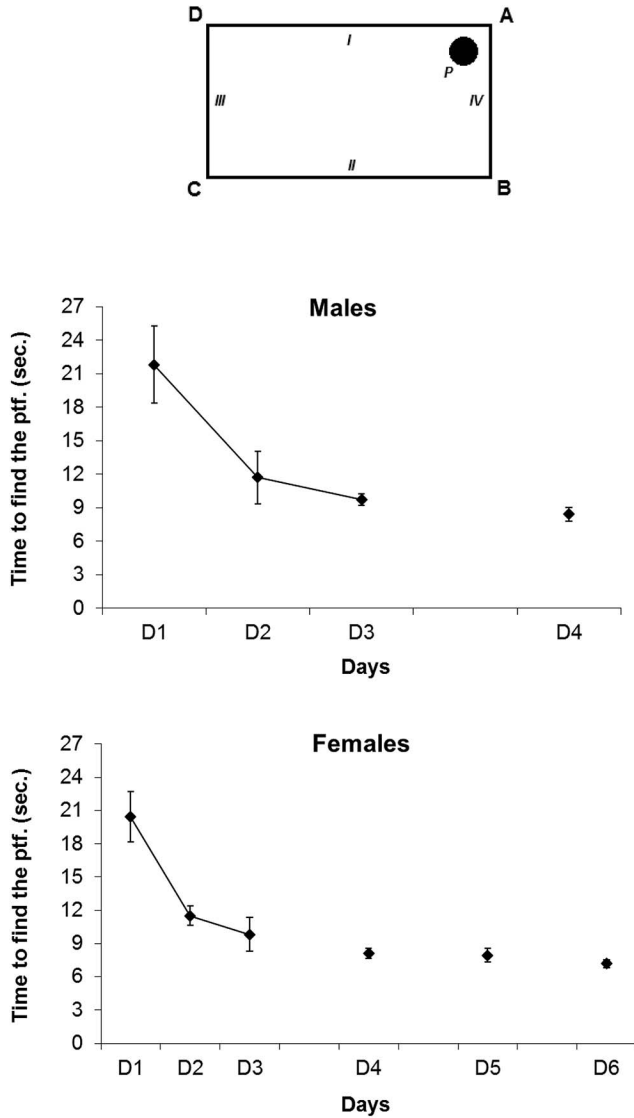 D A
I
P
III IV
II
C B
Males
Time to find the ptf. (sec.)
27
24
21
18
15
12
9
6
3
0
D1 D2 D3 D4
Days
Females
Time to find the ptf. (sec.)
27
24
21
18
15
12
9
6
3
0
D1 D2 D3 D4 D5 D6
Days